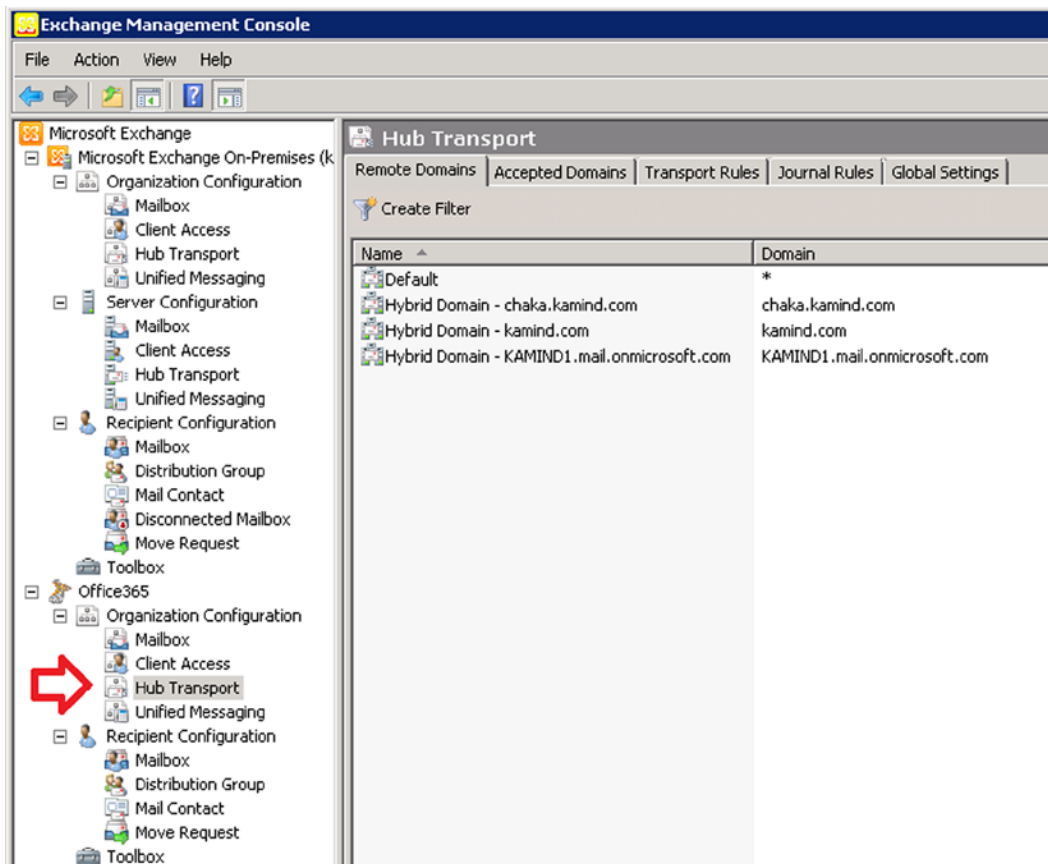 Exchange Management Console
File Action View Help
Microsoft Exchange
Microsoft Exchange On-Premises (k
Organization Configuration
Mailbox
Client Access
Hub Transport
Unified Messaging
Server Configuration
Mailbox
Client Access
Hub Transport
Unified Messaging
Recipient Configuration
Mailbox
Distribution Group
Mail Contact
Disconnected Mailbox
Move Request
Toolbox
Office365
Organization Configuration
Mailbox
Client Access
Hub Transport
Unified Messaging
Recipient Configuration
Mailbox
Distribution Group
Mail Contact
Move Request
Toolbox
Hub Transport
Remote Domains Accepted Domains Transport Rules Journal Rules Global Settings
Create Filter
Name Domain
Default *
Hybrid Domain - chaka.kamind.com chaka.kamind.com
Hybrid Domain - kamind.com kamind.com
Hybrid Domain - KAMIND1.mail.onmicrosoft.com KAMIND1.mail.onmicrosoft.com